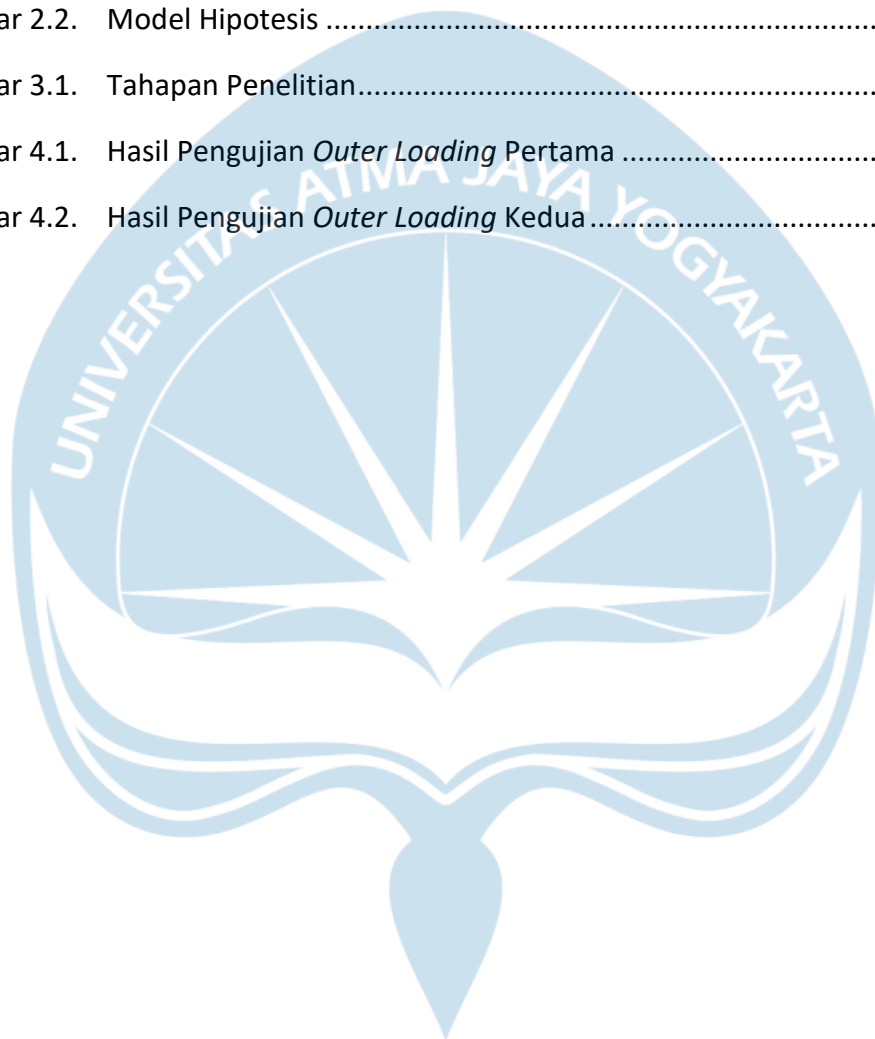 ar 2.2. Model Hipotesis ..........................................................................
ar 3.1. Tahapan Penelitian......................................................................
ar 4.1. Hasil Pengujian Outer Loading Pertama ...................................
ar 4.2. Hasil Pengujian Outer Loading Kedua .......................................
UNIVERSITAS ATMA JAYA YOGYAKARTA